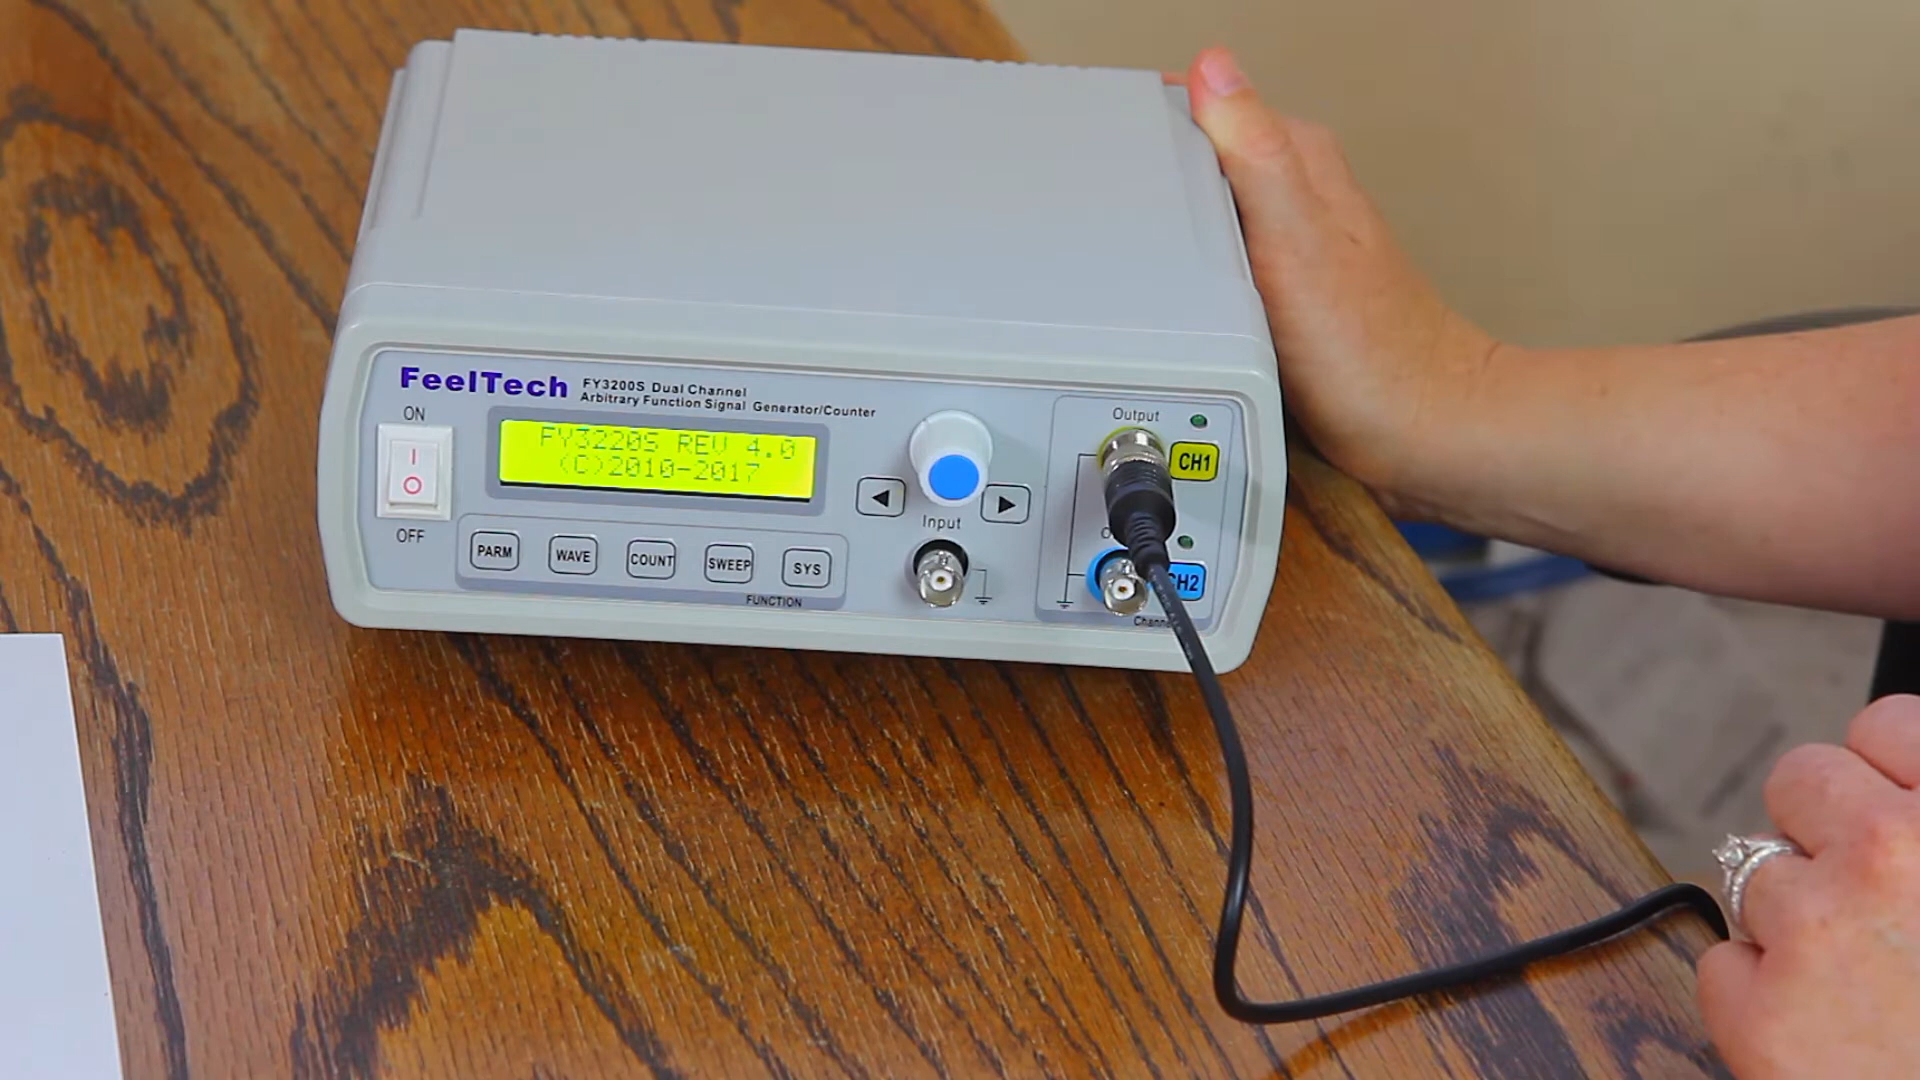 FeelTech
FY3200S Dual Channel
Arbitrary Function Signal Generator/Counter
ON
I
O
OFF
FY3220S REV 4.0
(C)2010-2017
PARM
WAVE
COUNT
SWEEP
SYS
FUNCTION
Input
Output
CH1
CH2